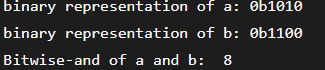 binary representation of a: 0b1010
binary representation of b: 0b1100
Bitwise-and of a and b:  8